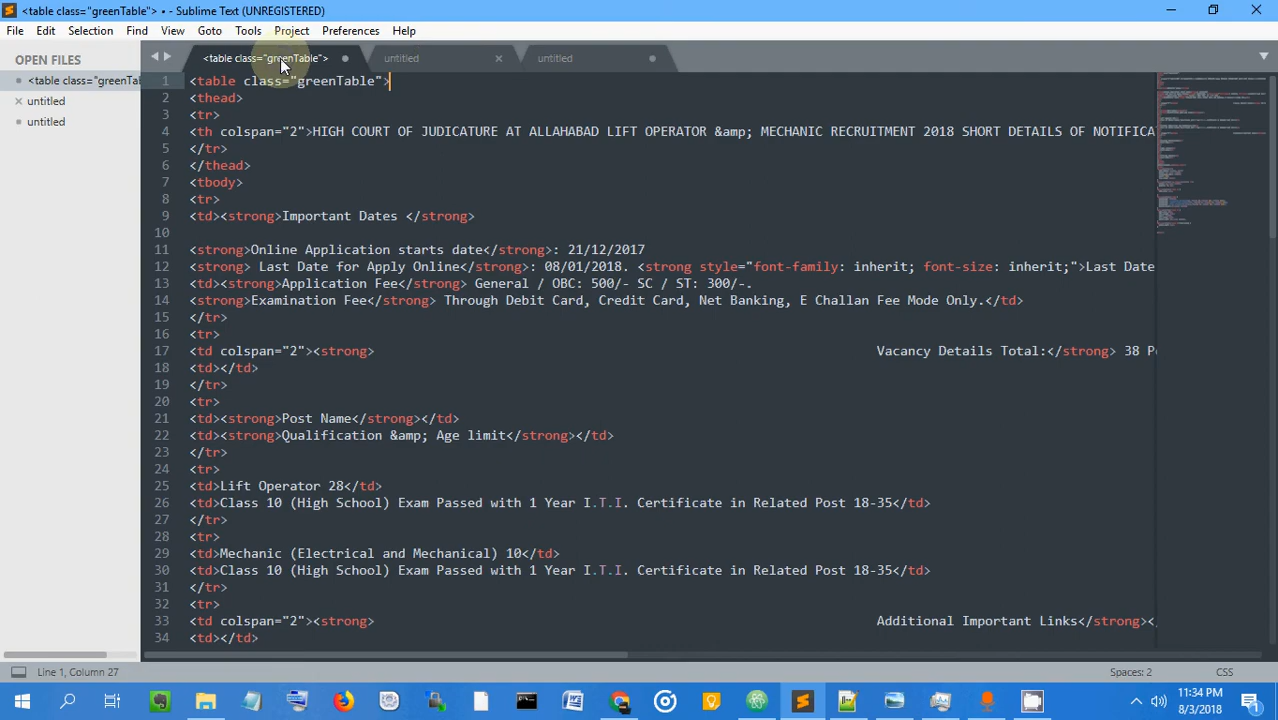 <table class="greenTable"> • - Sublime Text (UNREGISTERED)
File Edit Selection Find View Goto Tools Project Preferences Help
OPEN FILES
<table class="greenTab
untitled
untitled
<table class="greenTable">
untitled
untitled
1 <table class="greenTable">
2 <thead>
3 <tr>
4 <th colspan="2">HIGH COURT OF JUDICATURE AT ALLAHABAD LIFT OPERATOR &amp; MECHANIC RECRUITMENT 2018 SHORT DETAILS OF NOTIFICA
5 </tr>
6 </thead>
7 <tbody>
8 <tr>
9 <td><strong>Important Dates </strong>
10
11 <strong>Online Application starts date</strong>: 21/12/2017
12 <strong> Last Date for Apply Online</strong>: 08/01/2018. <strong style="font-family: inherit; font-size: inherit;">Last Date
13 <td><strong>Application Fee</strong> General / OBC: 500/- SC / ST: 300/-.
14 <strong>Examination Fee</strong> Through Debit Card, Credit Card, Net Banking, E Challan Fee Mode Only.</td>
15 </tr>
16 <tr>
17 <td colspan="2"><strong> Vacancy Details Total:</strong> 38 P
18 <td></td>
19 </tr>
20 <tr>
21 <td><strong>Post Name</strong></td>
22 <td><strong>Qualification &amp; Age limit</strong></td>
23 </tr>
24 <tr>
25 <td>Lift Operator 28</td>
26 <td>Class 10 (High School) Exam Passed with 1 Year I.T.I. Certificate in Related Post 18-35</td>
27 </tr>
28 <tr>
29 <td>Mechanic (Electrical and Mechanical) 10</td>
30 <td>Class 10 (High School) Exam Passed with 1 Year I.T.I. Certificate in Related Post 18-35</td>
31 </tr>
32 <tr>
33 <td colspan="2"><strong> Additional Important Links</strong><
34 <td></td>
Line 1, Column 27
Spaces: 2
CSS
11:34 PM
8/3/2018